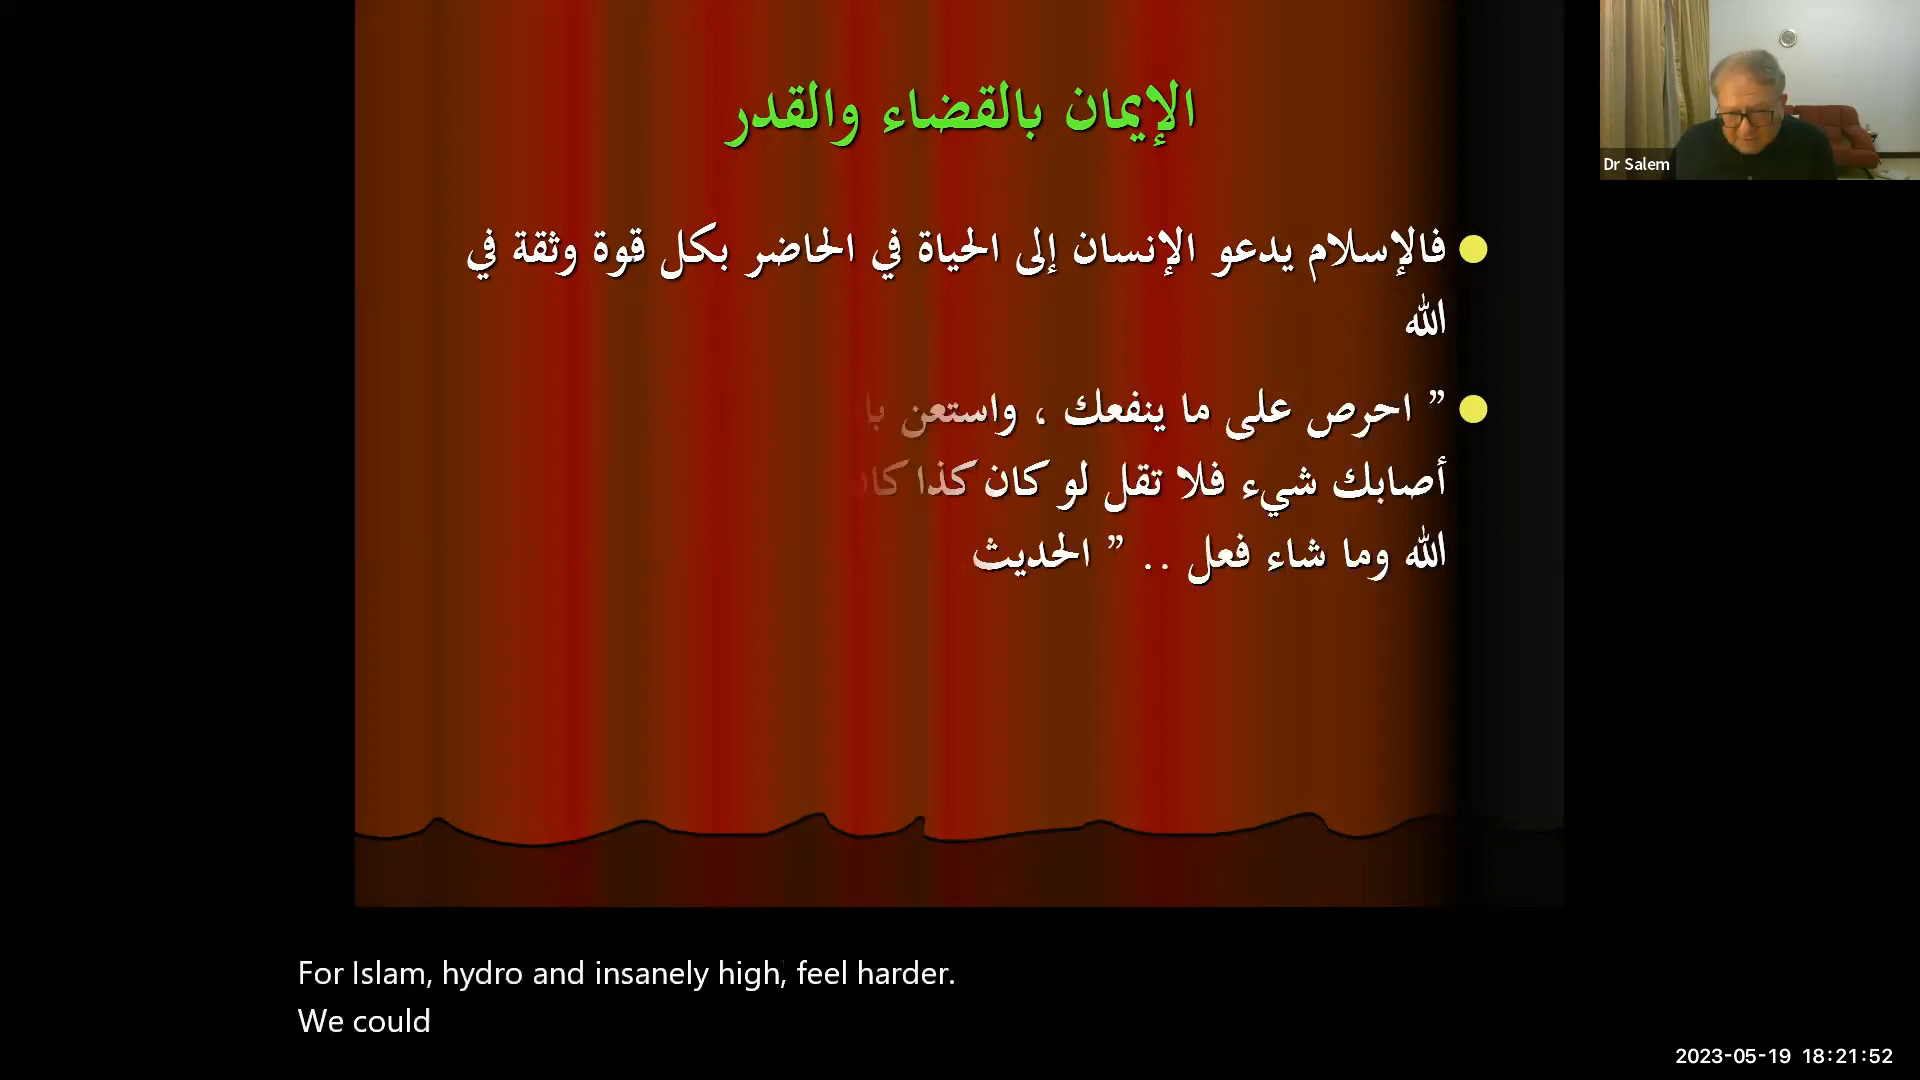 الإيمان بالقضاء والقدر
فالإسلام يدعو الإنسان إلى الحياة في الحاضر بكل قوة وثقة في
الله
” احرص على ما ينفعك ، واستعن
أصابك شيء فلا تقل لو كان كذا
الله وما شاء فعل .. ” الحديث
Dr Salem
For Islam, hydro and insanely high, feel harder.
We could
2023-05-19 18:21:52